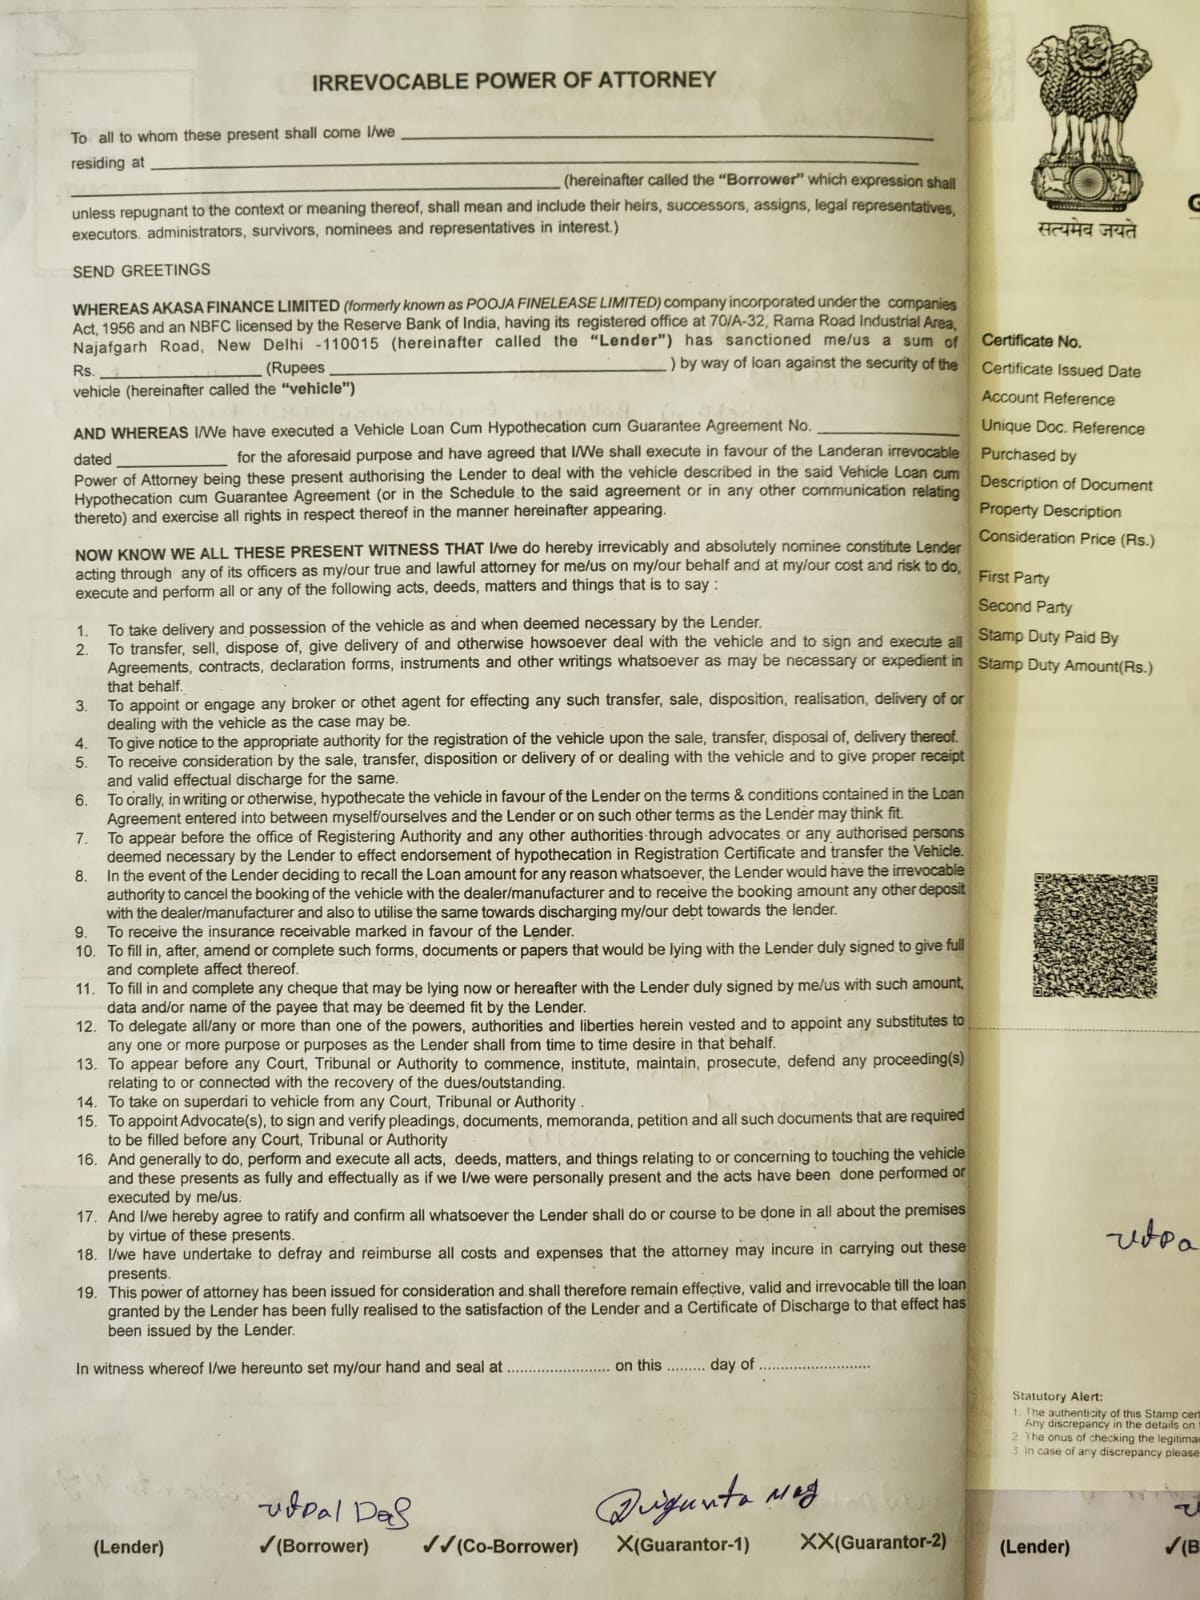 IRREVOCABLE POWER OF ATTORNEY
To all to whom these present shall come I/we
residing at
(hereinafter called the "Borrower" which expression shall
unless repugnant to the context or meaning thereof, shall mean and include their heirs, successors, assigns, legal representatives,
executors. administrators, survivors, nominees and representatives in interest.)
SEND GREETINGS
WHEREAS AKASA FINANCE LIMITED (formerly known as POOJA FINELEASE LIMITED) company incorporated under the companies
Act, 1956 and an NBFC licensed by the Reserve Bank of India, having its registered office at 70/A-32, Rama Road Industrial Area,
Najafgarh Road, New Delhi -110015 (hereinafter called the "Lender") has sanctioned me/us a sum of
Rs. ____________ (Rupees ____________ ) by way of loan against the security of the
vehicle (hereinafter called the "vehicle")
AND WHEREAS I/We have executed a Vehicle Loan Cum Hypothecation cum Guarantee Agreement No. ____________
dated ____________ for the aforesaid purpose and have agreed that I/We shall execute in favour of the Landeran irrevocable
Power of Attorney being these present authorising the Lender to deal with the vehicle described in the said Vehicle Loan cum
Hypothecation cum Guarantee Agreement (or in the Schedule to the said agreement or in any other communication relating
thereto) and exercise all rights in respect thereof in the manner hereinafter appearing.
NOW KNOW WE ALL THESE PRESENT WITNESS THAT I/we do hereby irrevicably and absolutely nominee constitute Lender
acting through any of its officers as my/our true and lawful attorney for me/us on my/our behalf and at my/our cost and risk to do,
execute and perform all or any of the following acts, deeds, matters and things that is to say :
1. To take delivery and possession of the vehicle as and when deemed necessary by the Lender.
2. To transfer, sell, dispose of, give delivery of and otherwise howsoever deal with the vehicle and to sign and execute all
Agreements, contracts, declaration forms, instruments and other writings whatsoever as may be necessary or expedient in
that behalf.
3. To appoint or engage any broker or othet agent for effecting any such transfer, sale, disposition, realisation, delivery of or
dealing with the vehicle as the case may be.
4. To give notice to the appropriate authority for the registration of the vehicle upon the sale, transfer, disposal of, delivery thereof.
5. To receive consideration by the sale, transfer, disposition or delivery of or dealing with the vehicle and to give proper receipt
and valid effectual discharge for the same.
6. To orally, in writing or otherwise, hypothecate the vehicle in favour of the Lender on the terms & conditions contained in the Loan
Agreement entered into between myself/ourselves and the Lender or on such other terms as the Lender may think fit.
7. To appear before the office of Registering Authority and any other authorities through advocates or any authorised persons
deemed necessary by the Lender to effect endorsement of hypothecation in Registration Certificate and transfer the Vehicle.
8. In the event of the Lender deciding to recall the Loan amount for any reason whatsoever, the Lender would have the irrevocable
authority to cancel the booking of the vehicle with the dealer/manufacturer and to receive the booking amount any other deposit
with the dealer/manufacturer and also to utilise the same towards discharging my/our debt towards the lender.
9. To receive the insurance receivable marked in favour of the Lender.
10. To fill in, after, amend or complete such forms, documents or papers that would be lying with the Lender duly signed to give full
and complete affect thereof.
11. To fill in and complete any cheque that may be lying now or hereafter with the Lender duly signed by me/us with such amount,
data and/or name of the payee that may be deemed fit by the Lender.
12. To delegate all/any or more than one of the powers, authorities and liberties herein vested and to appoint any substitutes to
any one or more purpose or purposes as the Lender shall from time to time desire in that behalf.
13. To appear before any Court, Tribunal or Authority to commence, institute, maintain, prosecute, defend any proceeding(s)
relating to or connected with the recovery of the dues/outstanding.
14. To take on superdari to vehicle from any Court, Tribunal or Authority .
15. To appoint Advocate(s), to sign and verify pleadings, documents, memoranda, petition and all such documents that are required
to be filled before any Court, Tribunal or Authority
16. And generally to do, perform and execute all acts, deeds, matters, and things relating to or concerning to touching the vehicle
and these presents as fully and effectually as if we I/we were personally present and the acts have been done performed or
executed by me/us.
17. And I/we hereby agree to ratify and confirm all whatsoever the Lender shall do or course to be done in all about the premises
by virtue of these presents.
18. I/we have undertake to defray and reimburse all costs and expenses that the attorney may incure in carrying out these
presents.
19. This power of attorney has been issued for consideration and shall therefore remain effective, valid and irrevocable till the loan
granted by the Lender has been fully realised to the satisfaction of the Lender and a Certificate of Discharge to that effect has
been issued by the Lender.
In witness whereof I/we hereunto set my/our hand and seal at ........................ on this ......... day of ..........................
Utpal Das
Digunta Nag
(Lender) ✓(Borrower) ✓✓(Co-Borrower) X(Guarantor-1) XX(Guarantor-2)
सत्यमेव जयते
G
Certificate No.
Certificate Issued Date
Account Reference
Unique Doc. Reference
Purchased by
Description of Document
Property Description
Consideration Price (Rs.)
First Party
Second Party
Stamp Duty Paid By
Stamp Duty Amount(Rs.)
Utpa
Statutory Alert:
1. The authenticity of this Stamp cert
Any discrepancy in the details on
2 The onus of checking the legitima
3 In case of any discrepancy please
(Lender) ✓(B